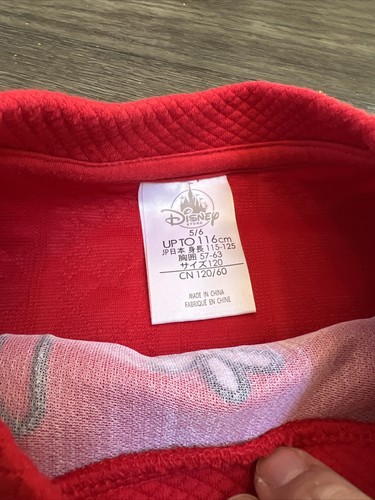 Disney
STORE
5/6
UP TO 116cm
JP日本 身長 115-125
胸囲 57-63
サイズ120
CN 120/60
MADE IN CHINA
FABRIQUÉ EN CHINE